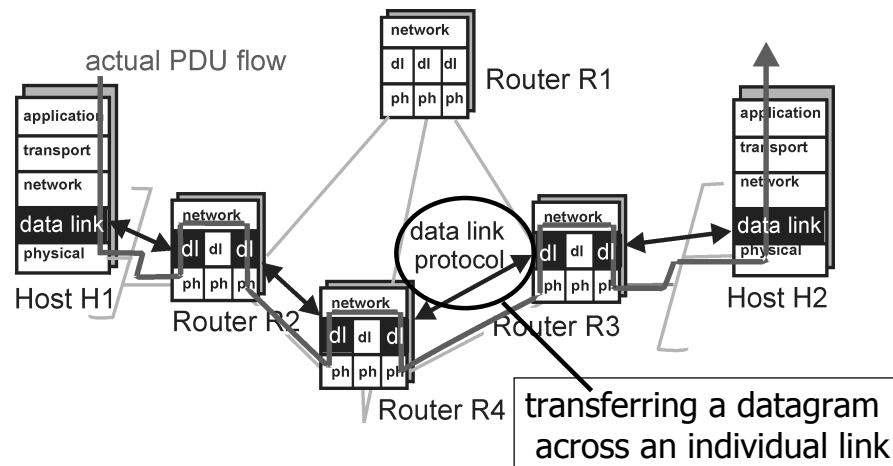 actual PDU flow
network
dl dl dl
ph ph ph
Router R1
application
transport
network
data link
physical
Host H1
network
dl dl dl
ph ph ph
Router R2
network
dl dl dl
ph ph ph
Router R4
data link
protocol
network
dl dl dl
ph ph ph
Router R3
application
transport
network
data link
physical
Host H2
transferring a datagram
across an individual link